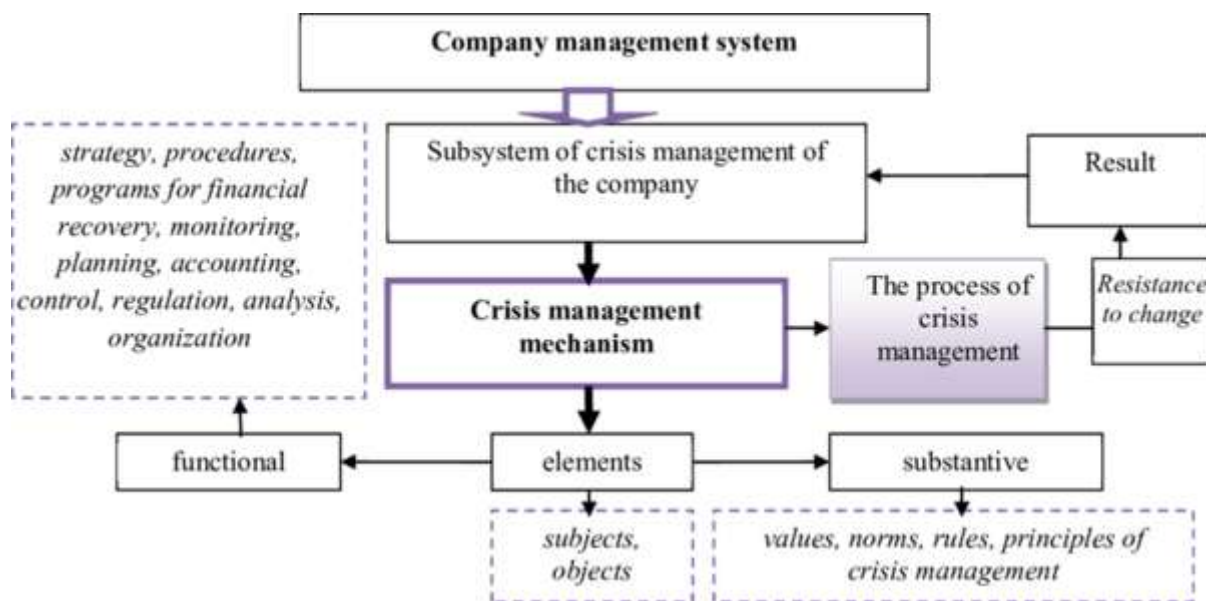 Company management system
strategy, procedures,
programs for financial
recovery, monitoring,
planning, accounting,
control, regulation, analysis,
organization
Subsystem of crisis management of
the company
Result
Crisis management
mechanism
The process of
crisis
management
Resistance
to change
functional
elements
substantive
subjects,
objects
values, norms, rules, principles of
crisis management